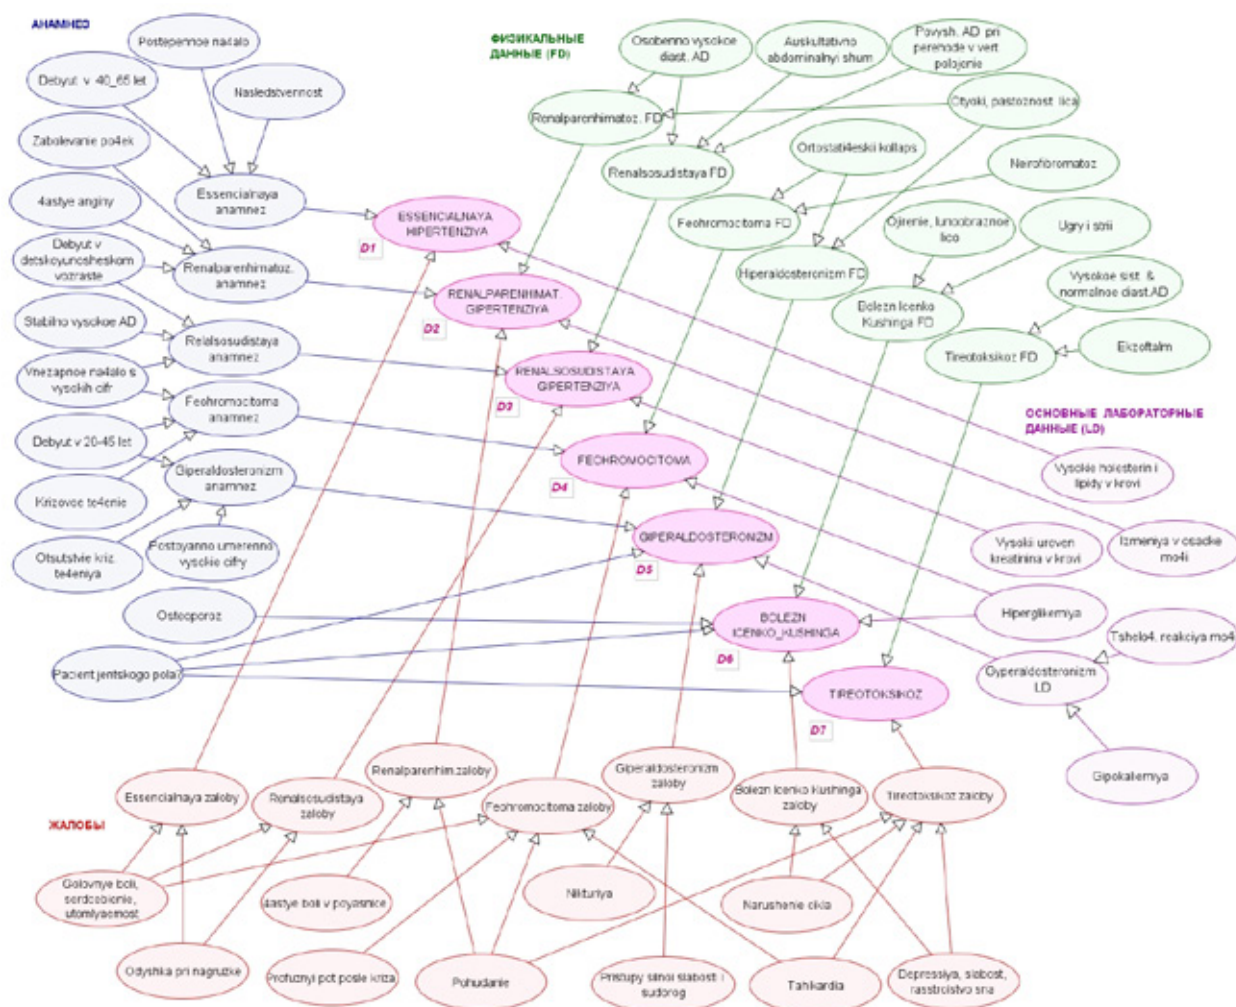 АНАМНЕЗ
Postepennoe na4alo
Debyut v 40_65 let
Nasledstvennost
Zabolevanie po4ek
4astye anginy
Debyut v
detskoyunosheskom
vozraste
Stabilno vysokoe AD
Vnezapnoe na4alo s
vysokih cifr
Debyut v 20-45 let
Krizovoe te4enie
Otsutstvie kriz.
te4eniya
Postoyanno umerenno
vysokie cifry
Essencialnaya
anamnez
Renalparenhimatoz.
anamnez
Relalsosudistaya
anamnez
Feohromocitoma
anamnez
Giperaldosteronizm
anamnez
Osteoporoz
Pacient jentskogo pola?
ФИЗИКАЛЬНЫЕ
ДАННЫЕ (FD)
Osobenno vysokoe
diast. AD
Auskultativno
abdominalnyi shum
Povysh. AD pri
perehode v vert
polojenie
Otyoki, pastoznost lica
Renalparenhimatoz. FD
Renalsosudistaya FD
Ortostati4eskii kollaps
Neirofibromatoz
Feohromocitoma FD
Hiperaldosteronizm FD
Ojirenie, lunoobraznoe
lico
Ugry i strii
Bolezn Icenko
Kushinga FD
Vysokoe sist. &
normalnoe diast.AD
Tireotoksikoz FD
Ekzoftalm
ESSENCIALNAYA
HIPERTENZIYA
D1
RENALPARENHIMAT.
GIPERTENZIYA
D2
RENALSOSUDISTAYA
GIPERTENZIYA
D3
FEOHROMOCITOMA
D4
GIPERALDOSTERONIZM
D5
BOLEZN
ICENKO_KUSHINGA
D6
TIREOTOKSIKOZ
D7
ОСНОВНЫЕ ЛАБОРАТОРНЫЕ
ДАННЫЕ (LD)
Vysokie holesterin i
lipidy v krovi
Vysokii uroven
kreatinina v krovi
Izmeniya v osadke
mo4i
Hiperglikemiya
Gyperaldosteronizm
LD
Tshelo4. reakciya mo4i
Gipokaliemiya
ЖАЛОБЫ
Essencialnaya zaloby
Renalsosudistaya
zaloby
Renalparenhim.zaloby
Feohromocitoma zaloby
Giperaldosteronizm
zaloby
Bolezn Icenko Kushinga
zaloby
Tireotoksikoz zaloby
Golovnye boli,
serdcebienie,
utomlyaemost
4astye boli v poyasnice
Nikturiya
Narushenie cikla
Odyshka pri nagruzke
Profuznyi pot posle kriza
Pohudanie
Pristupy silnoi slabosti i
sudorog
Tahikardia
Depressiya, slabost,
rasstroistvo sna